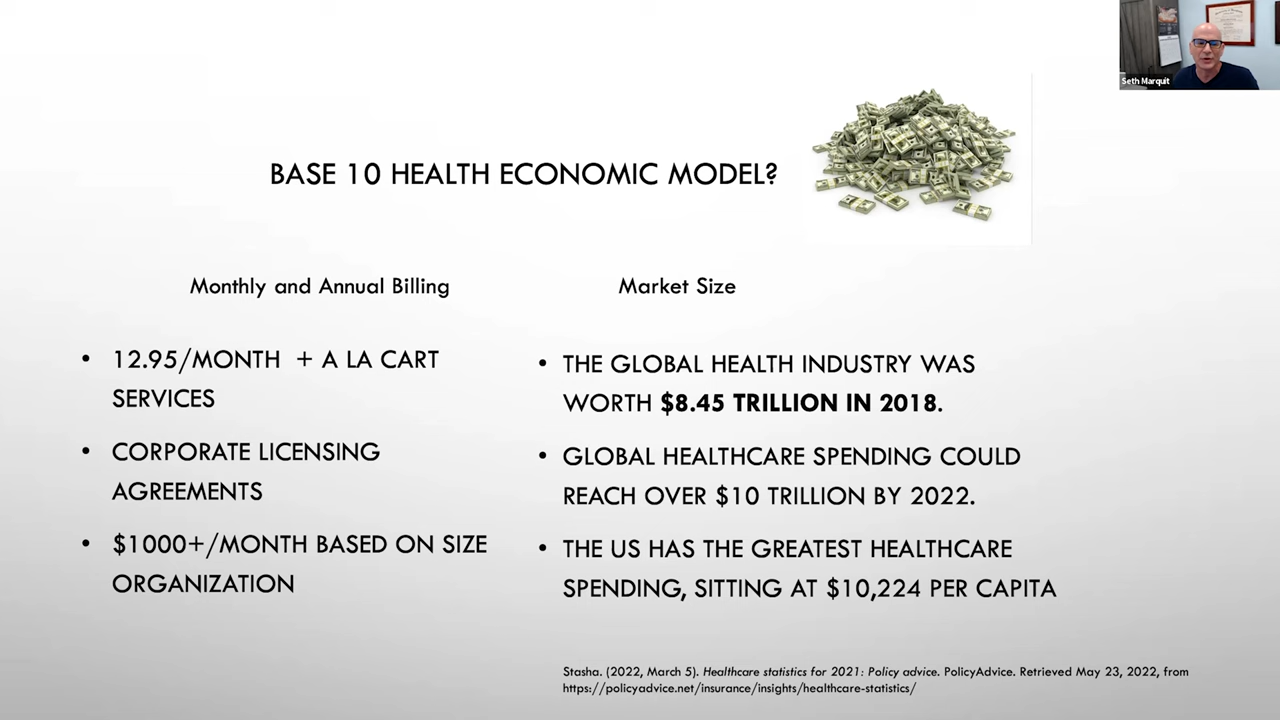 Seth Marquit
BASE 10 HEALTH ECONOMIC MODEL?
Monthly and Annual Billing
• 12.95/MONTH + A LA CART
SERVICES
• CORPORATE LICENSING
AGREEMENTS
• $1000+/MONTH BASED ON SIZE
ORGANIZATION
Market Size
• THE GLOBAL HEALTH INDUSTRY WAS
WORTH $8.45 TRILLION IN 2018.
• GLOBAL HEALTHCARE SPENDING COULD
REACH OVER $10 TRILLION BY 2022.
• THE US HAS THE GREATEST HEALTHCARE
SPENDING, SITTING AT $10,224 PER CAPITA
Stasha. (2022, March 5). Healthcare statistics for 2021: Policy advice. PolicyAdvice. Retrieved May 23, 2022, from
https://policyadvice.net/insurance/insights/healthcare-statistics/